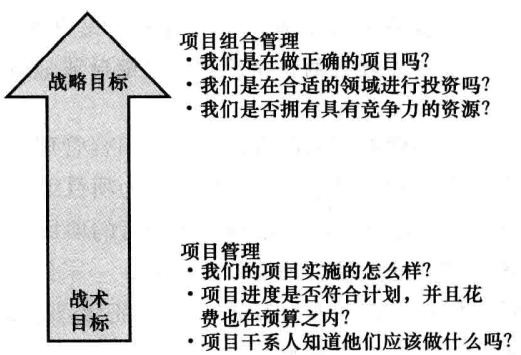 战略目标
项目组合管理
・我们是在做正确的项目吗?
・我们是在合适的领域进行投资吗?
・我们是否拥有具有竞争力的资源?
战术
目标
项目管理
・我们的项目实施的怎么样?
・项目进度是否符合计划，并且花
费也在预算之内?
・项目干系人知道他们应该做什么吗?